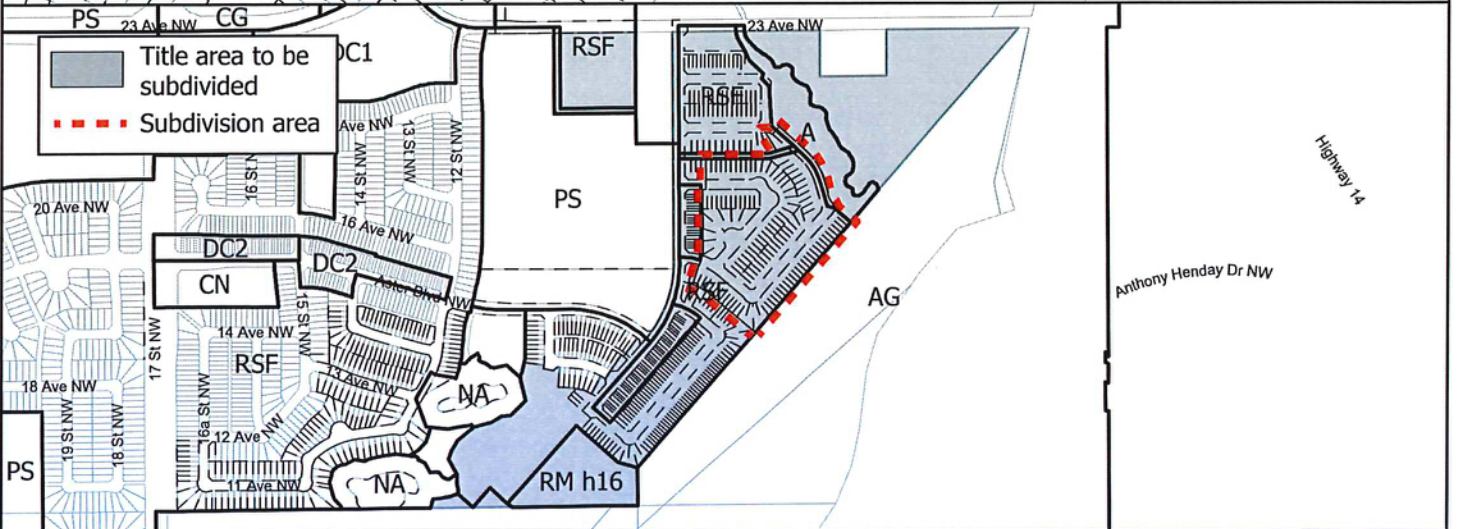 PS
CG
23 Ave NW
23 Ave NW
Title area to be
subdivided
Subdivision area
DC1
RSF
RSF
A
Ave NW
13 St NW
12 St NW
14 St NW
16 St N
PS
Highway 14
20 Ave NW
16 Ave NW
DC2
DC2
CN
Aster Blvd NW
RSF
AG
Anthony Henday Dr NW
15 St NW
14 Ave NW
17 St NW
RSF
18 Ave NW
13 Ave NW
NA
16a St NW
19 St NW
18 St NW
12 Ave NW
PS
11 Ave NW
NA
RM h16